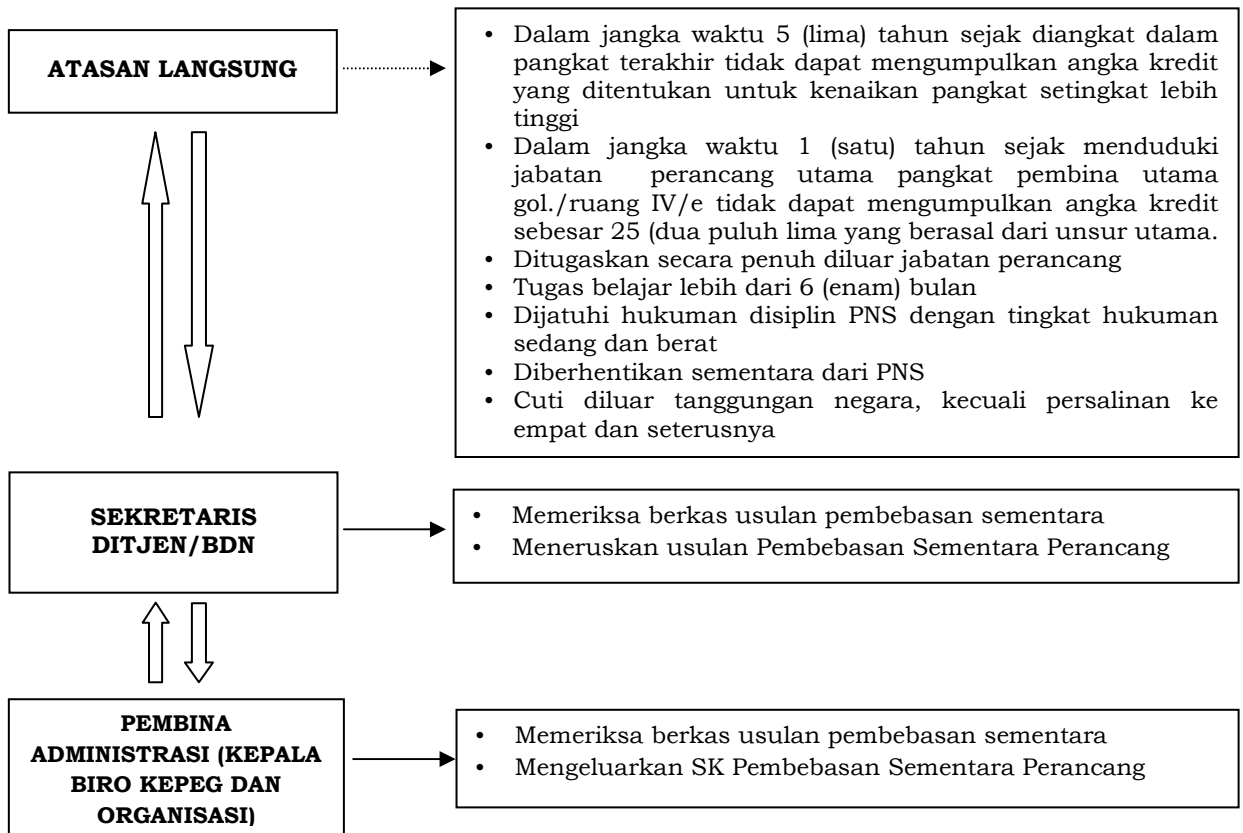 ATASAN LANGSUNG
• Dalam jangka waktu 5 (lima) tahun sejak diangkat dalam
pangkat terakhir tidak dapat mengumpulkan angka kredit
yang ditentukan untuk kenaikan pangkat setingkat lebih
tinggi
• Dalam jangka waktu 1 (satu) tahun sejak menduduki
jabatan perancang utama pangkat pembina utama
gol./ruang IV/e tidak dapat mengumpulkan angka kredit
sebesar 25 (dua puluh lima yang berasal dari unsur utama.
• Ditugaskan secara penuh diluar jabatan perancang
• Tugas belajar lebih dari 6 (enam) bulan
• Dijatuhi hukuman disiplin PNS dengan tingkat hukuman
sedang dan berat
• Diberhentikan sementara dari PNS
• Cuti diluar tanggungan negara, kecuali persalinan ke
empat dan seterusnya
SEKRETARIS
DITJEN/BDN
• Memeriksa berkas usulan pembebasan sementara
• Meneruskan usulan Pembebasan Sementara Perancang
PEMBINA
ADMINISTRASI (KEPALA
BIRO KEPEG DAN
ORGANISASI)
• Memeriksa berkas usulan pembebasan sementara
• Mengeluarkan SK Pembebasan Sementara Perancang